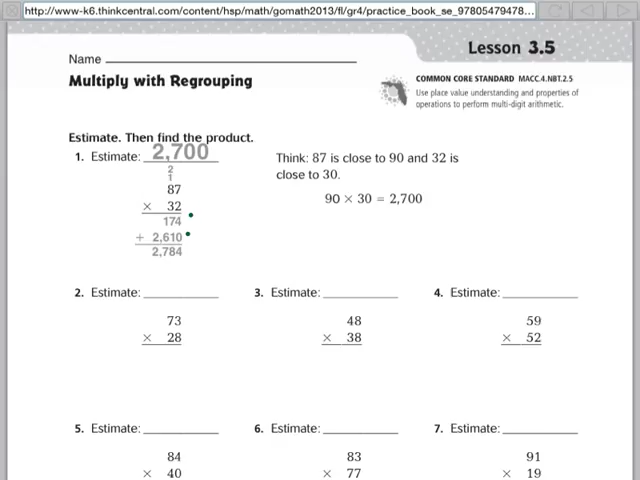 http://www-k6.thinkcentral.com/content/hsp/math/gomath2013/fl/gr4/practice_book_se_97805479478...
Lesson 3.5
Name
Multiply with Regrouping
COMMON CORE STANDARD MACC.4.NBT.2.5
Use place value understanding and properties of
operations to perform multi-digit arithmetic.
Estimate. Then find the product.
1. Estimate: 2,700
2
1
87
× 32
174
+ 2,610
2,784
Think: 87 is close to 90 and 32 is
close to 30.
90 × 30 = 2,700
2. Estimate:
73
× 28
3. Estimate:
48
× 38
4. Estimate:
59
× 52
5. Estimate:
84
× 40
6. Estimate:
83
× 77
7. Estimate:
91
× 19